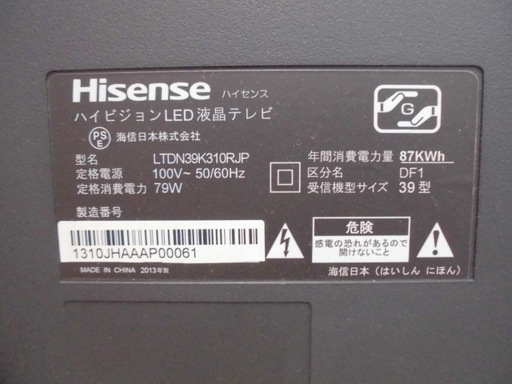 Hisense ハイセンス
ハイビジョンLED液晶テレビ
PS
E 海信日本株式会社
型名 LTDN39K310RJP
定格電源 100V～50/60Hz
定格消費電力 79W
製造番号
1310JHAAAP00061
MADE IN CHINA 2013年製
G
年間消費電力量 87KWh
区分名 DF1
受信機型サイズ 39型
危険
感電の恐れがあるので
開けないこと
海信日本（はいしん にほん）